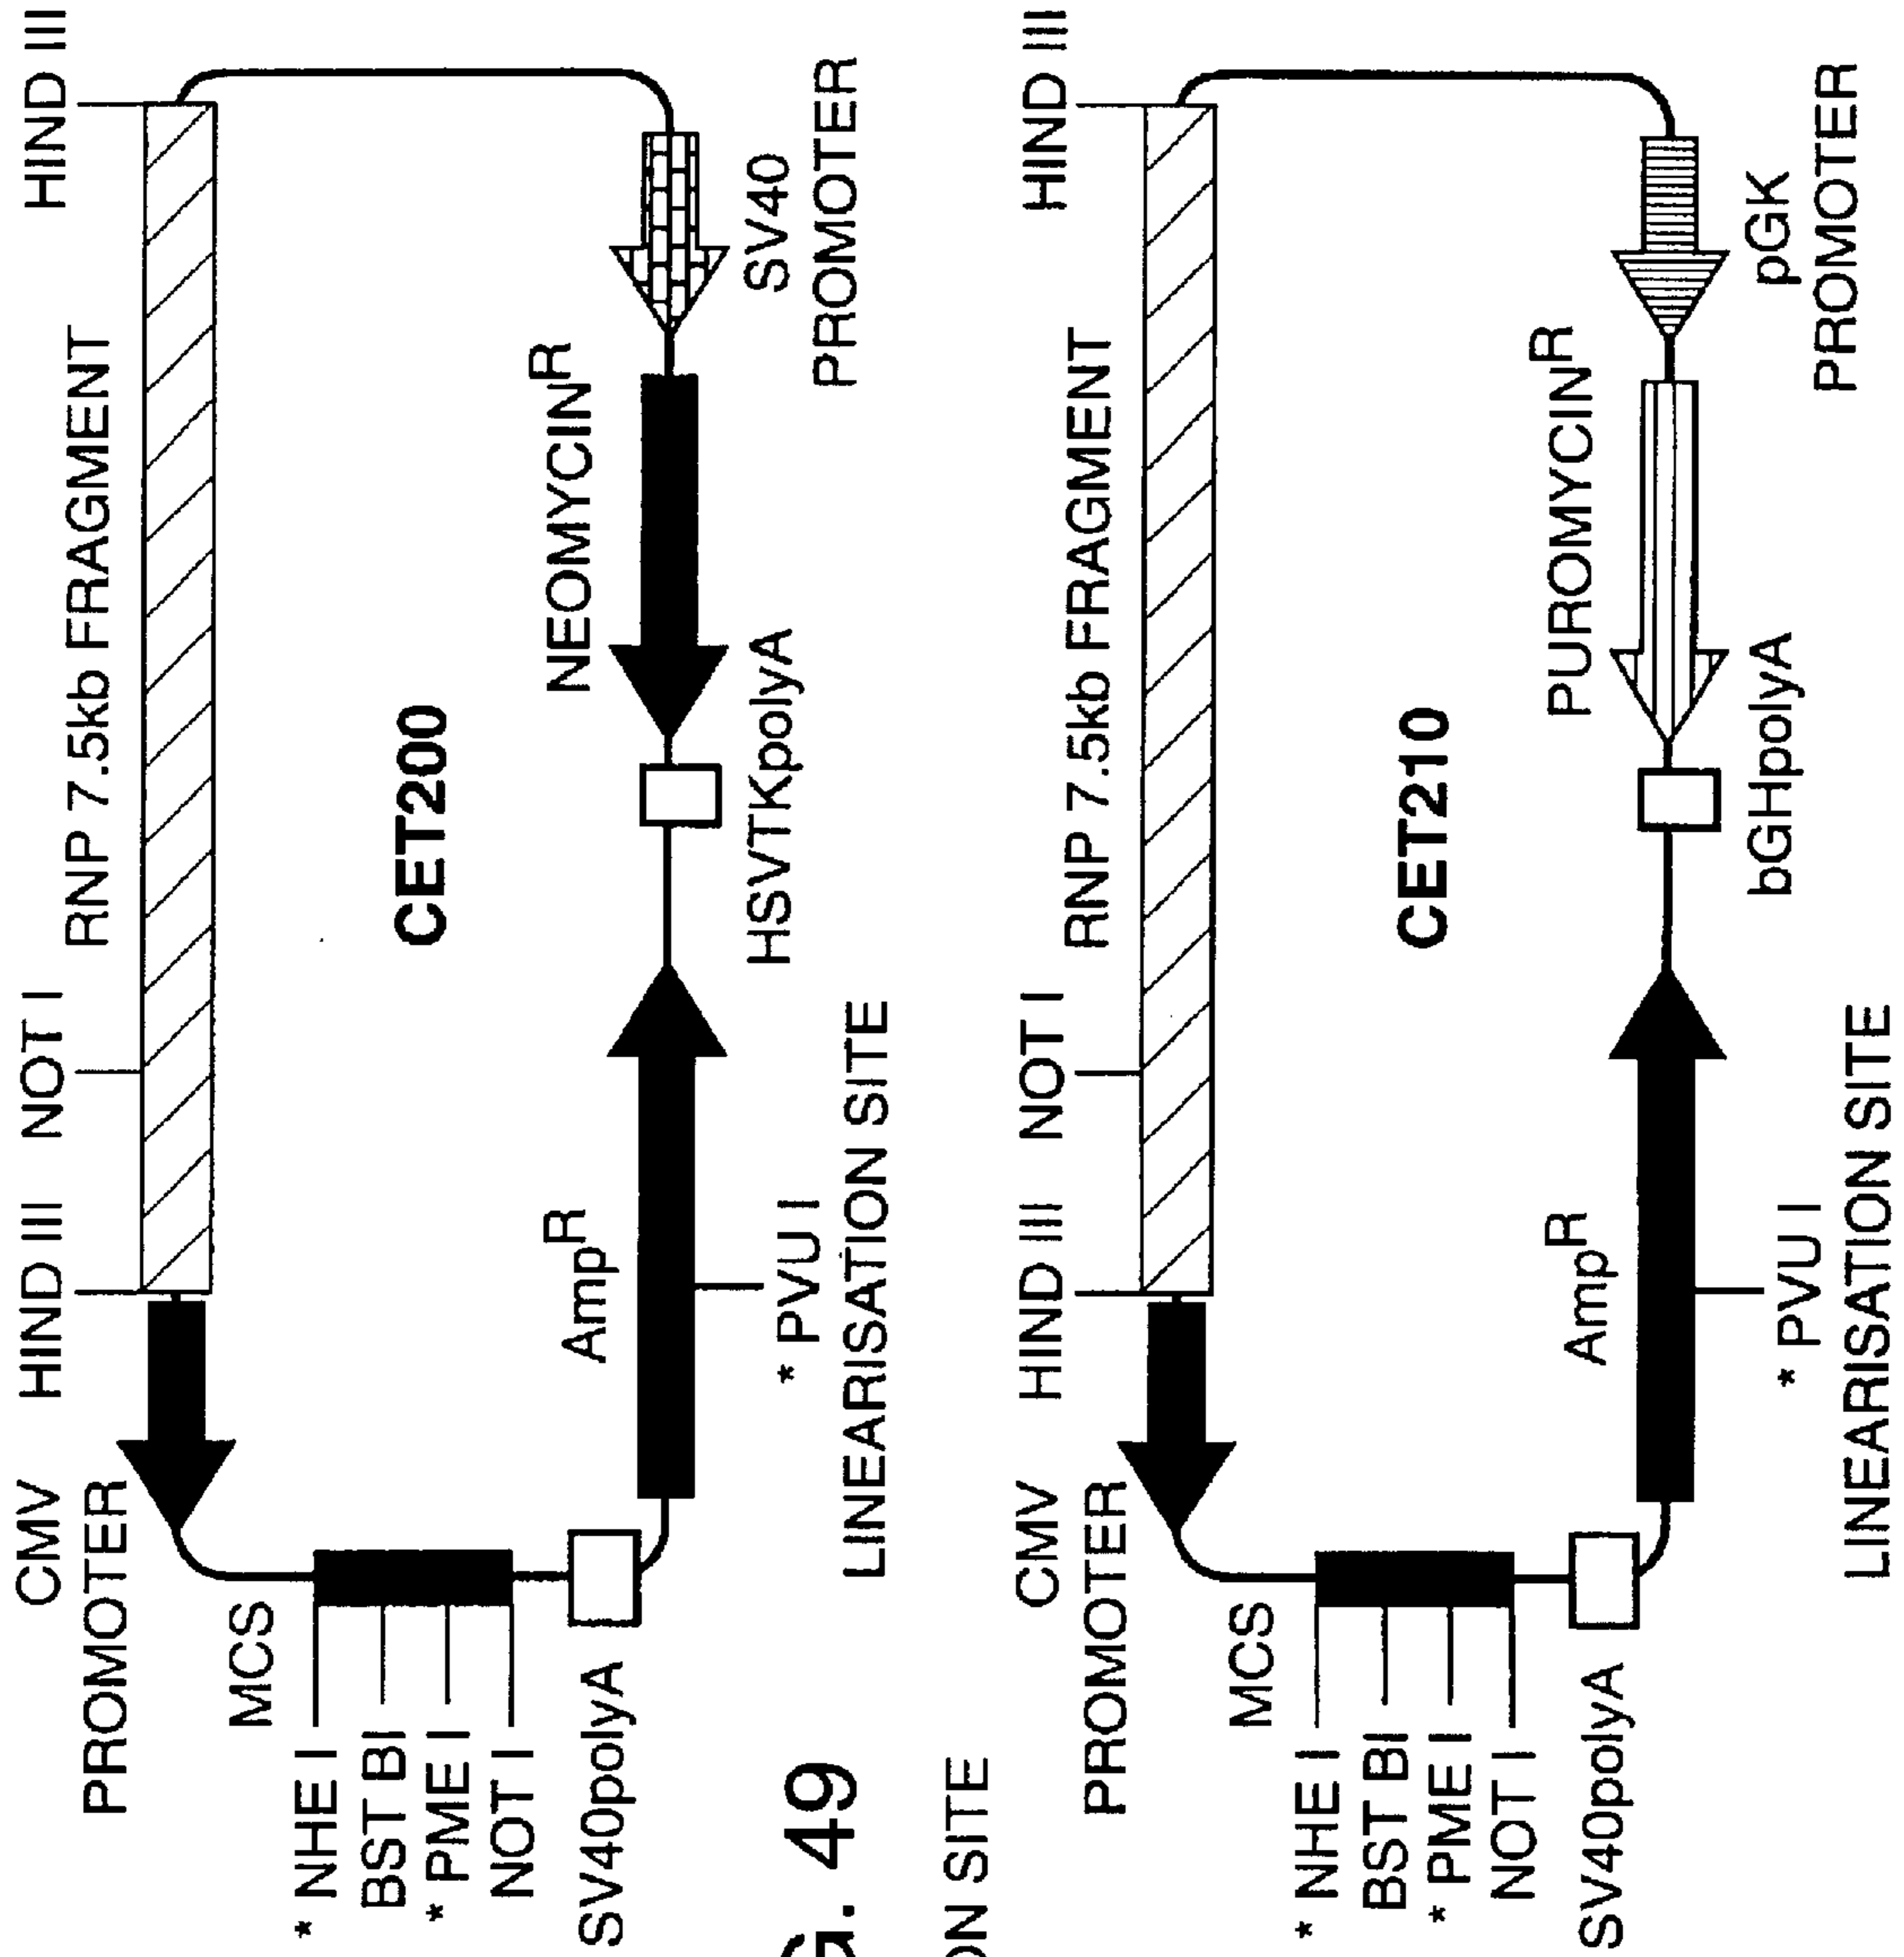 CMV
PROMOTER
HIND III
NOT I
RNP 7.5kb FRAGMENT
HIND III
MCS
* NHE I
BST BI
* PME I
NOT I
SV40polyA
CET200
Amp^R
NEOMYCIN^R
* PVU I
LINEARISATION SITE
HSVTKpolyA
SV40
PROMOTER
49
SITE
CMV
PROMOTER
HIND III
NOT I
RNP 7.5kb FRAGMENT
HIND III
MCS
* NHE I
BST BI
* PME I
NOT I
SV40polyA
CET210
Amp^R
PUROMYCIN^R
* PVU I
LINEARISATION SITE
bGHpolyA
pGK
PROMOTER